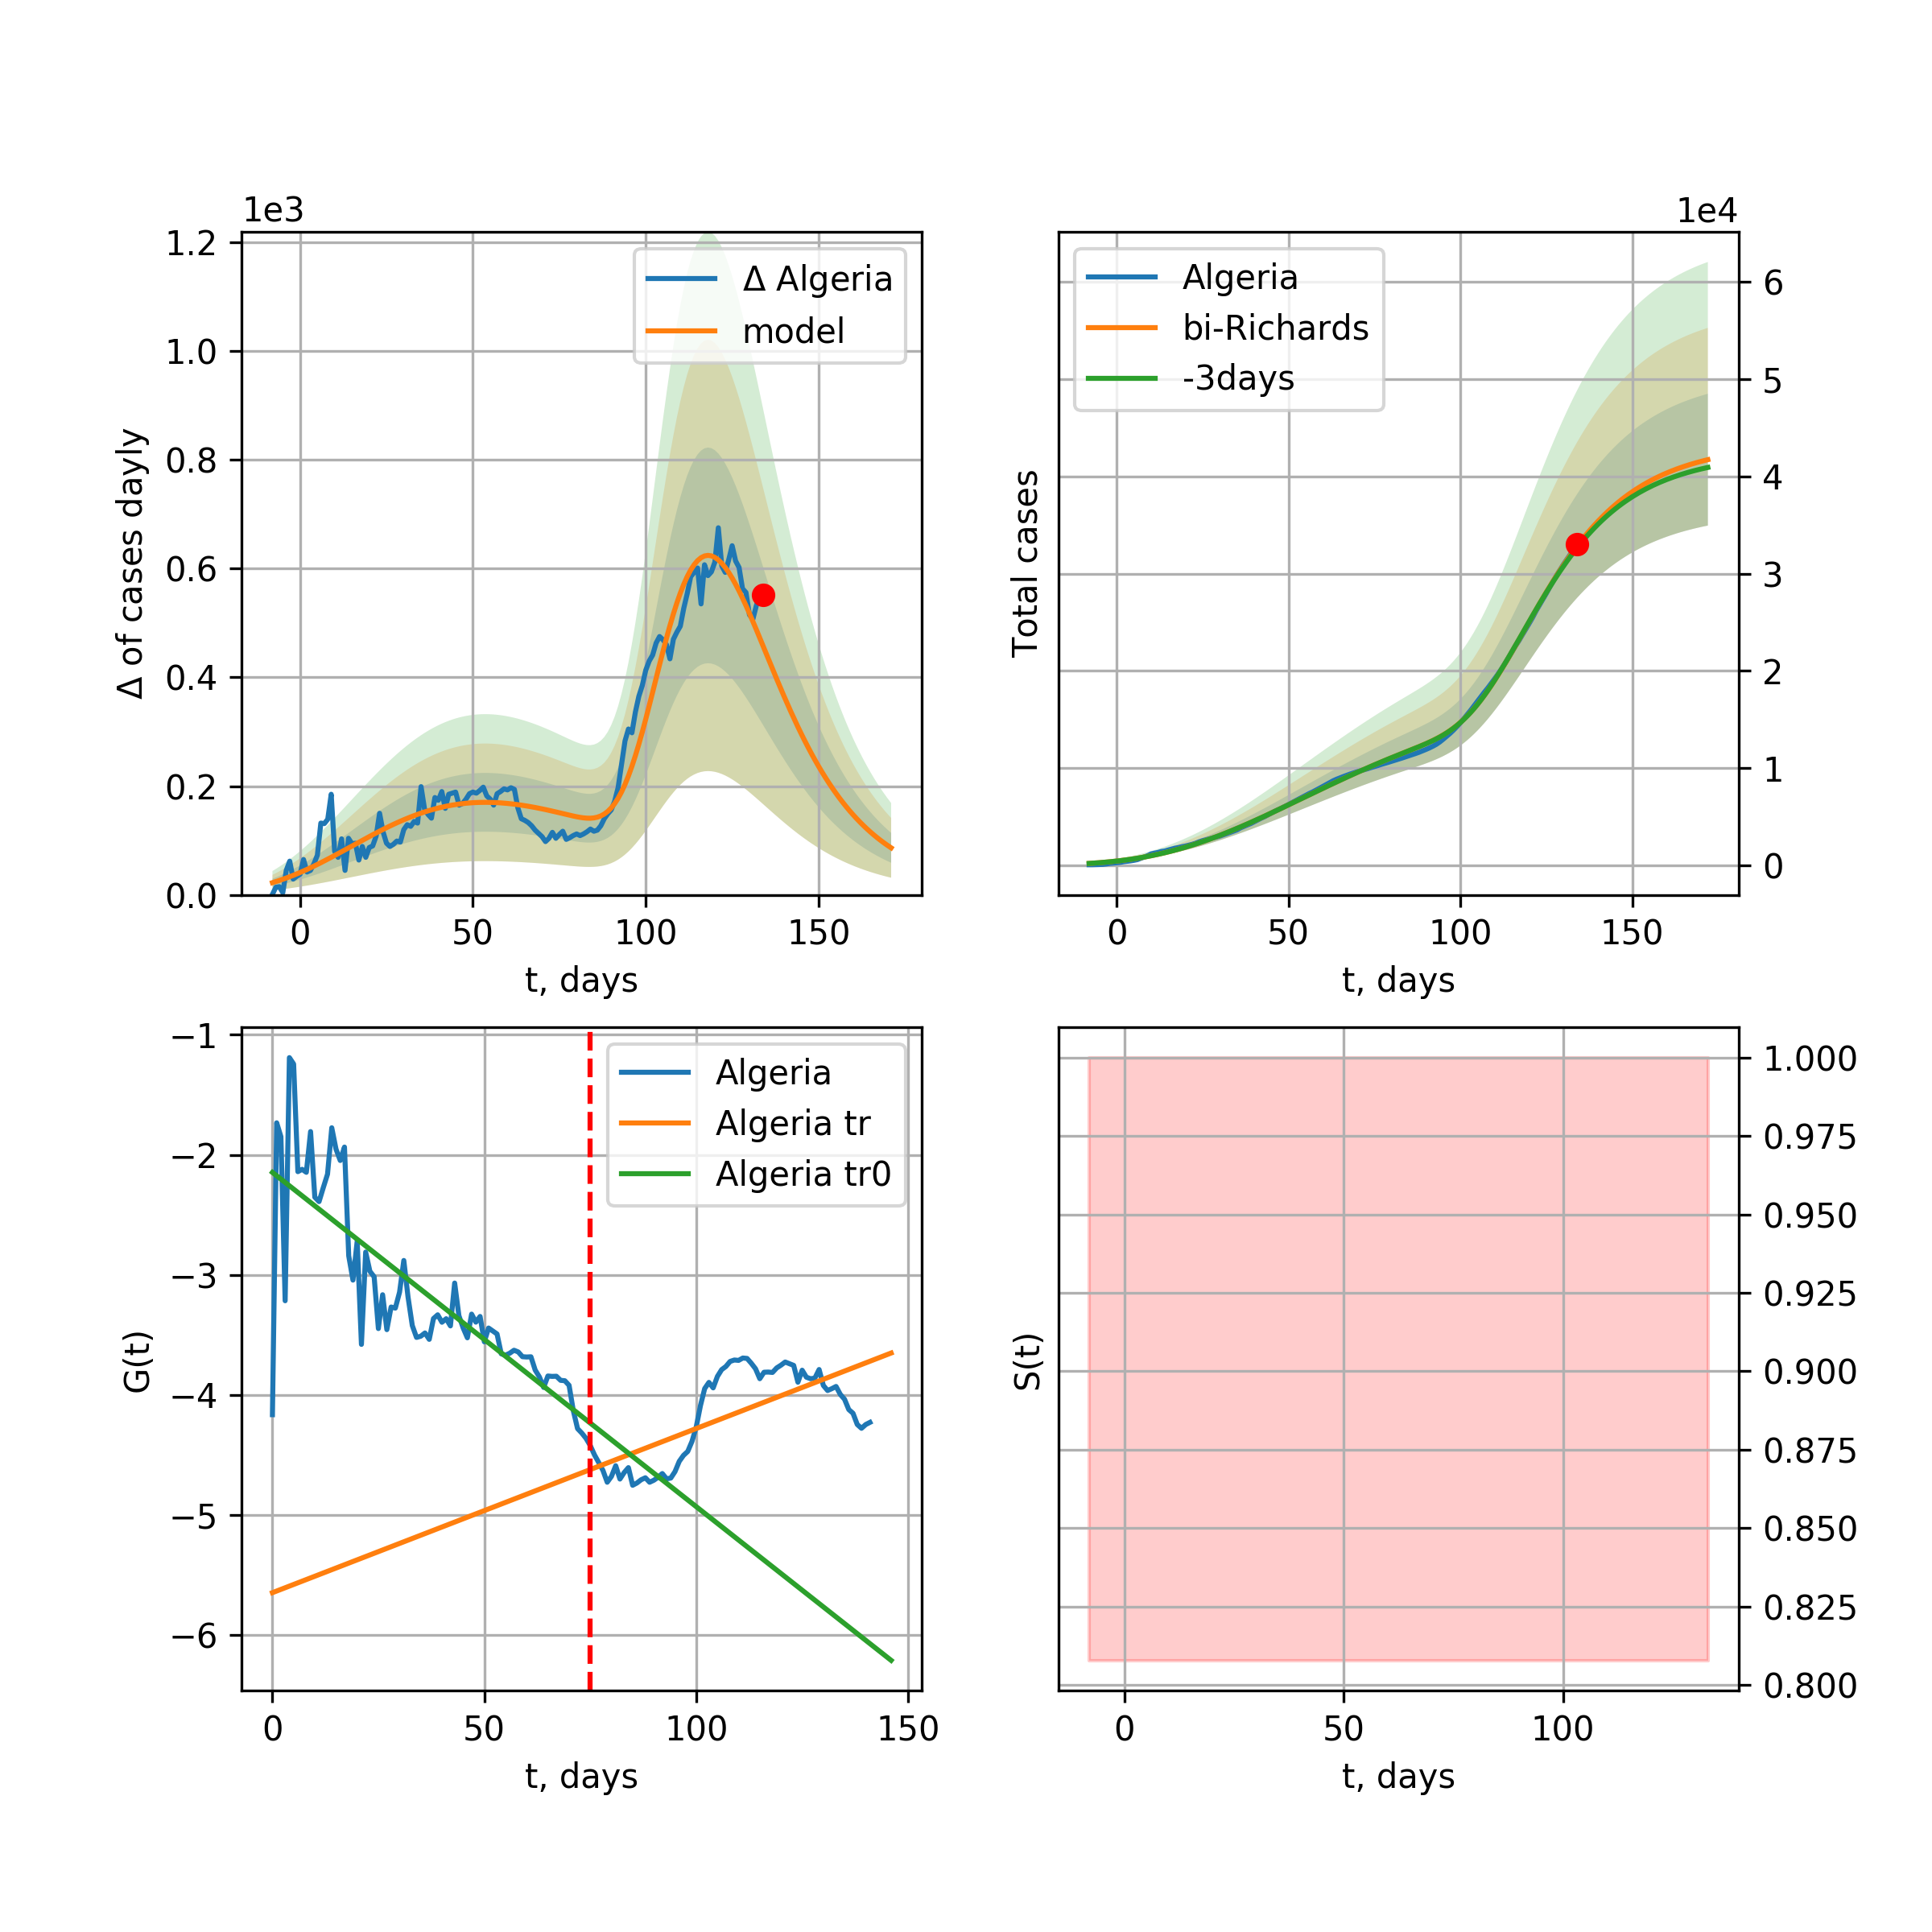 1e3
1.2
1.0
0.8
0.6
0.4
0.2
0.0
Δ of cases dayly
Δ Algeria
model
0 50 100 150
t, days
1e4
Algeria
bi-Richards
-3days
Total cases
6
5
4
3
2
1
0
0 50 100 150
t, days
−1
−2
−3
−4
−5
−6
G(t)
Algeria
Algeria tr
Algeria tr0
0 50 100 150
t, days
S(t)
1.000
0.975
0.950
0.925
0.900
0.875
0.850
0.825
0.800
0 50 100
t, days